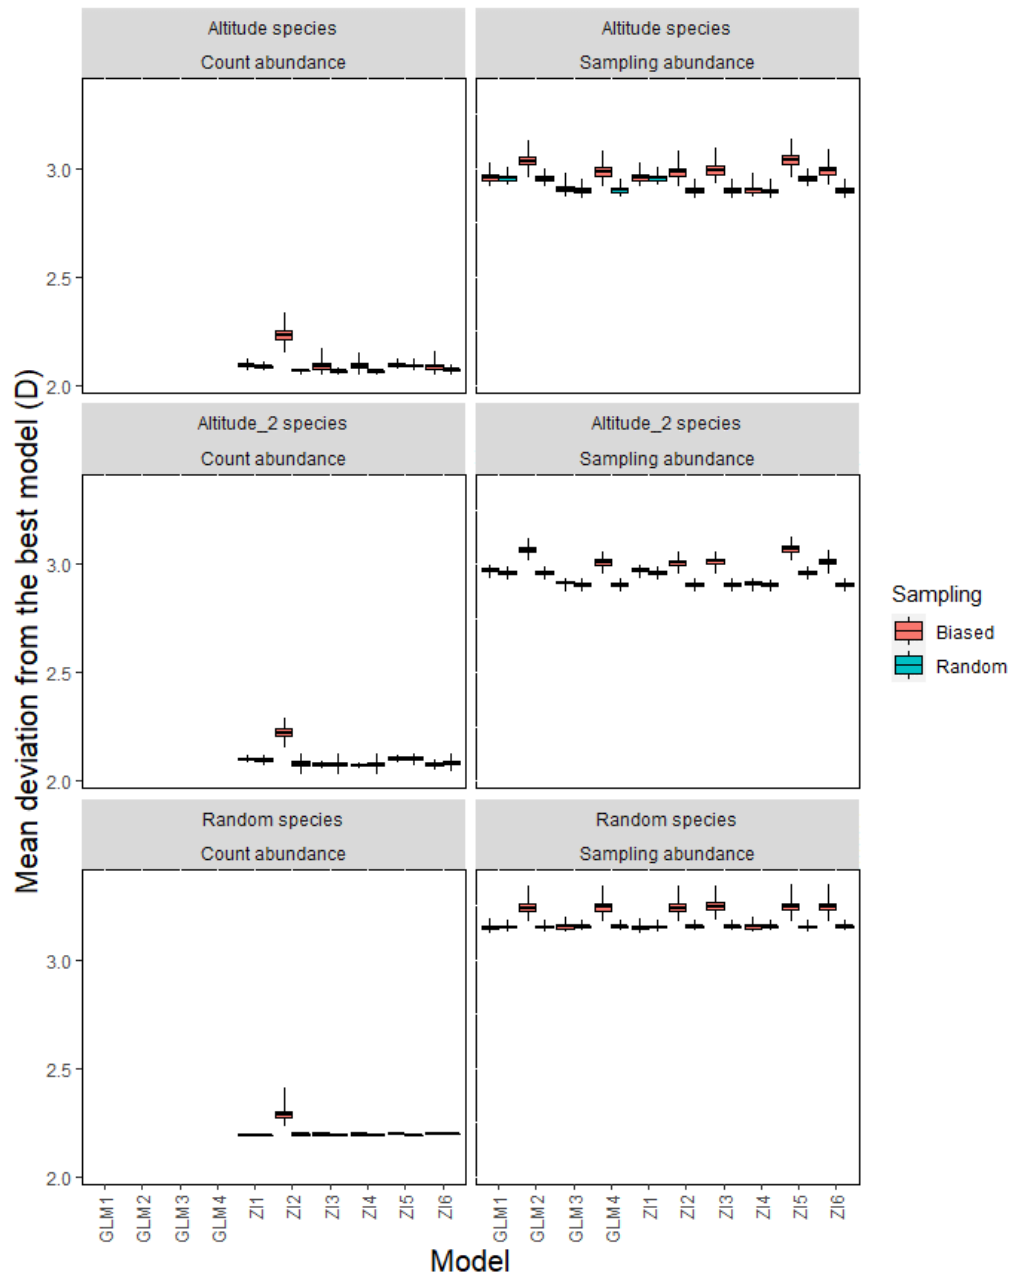 Altitude species
Count abundance
Altitude species
Sampling abundance
3.0
2.5
2.0
Altitude_2 species
Count abundance
Altitude_2 species
Sampling abundance
3.0
2.5
2.0
Random species
Count abundance
Random species
Sampling abundance
3.0
2.5
2.0
Mean deviation from the best model (D)
GLM1
GLM2
GLM3
GLM4
ZI1
ZI2
ZI3
ZI4
ZI5
ZI6
GLM1
GLM2
GLM3
GLM4
ZI1
ZI2
ZI3
ZI4
ZI5
ZI6
Model
Sampling
Biased
Random